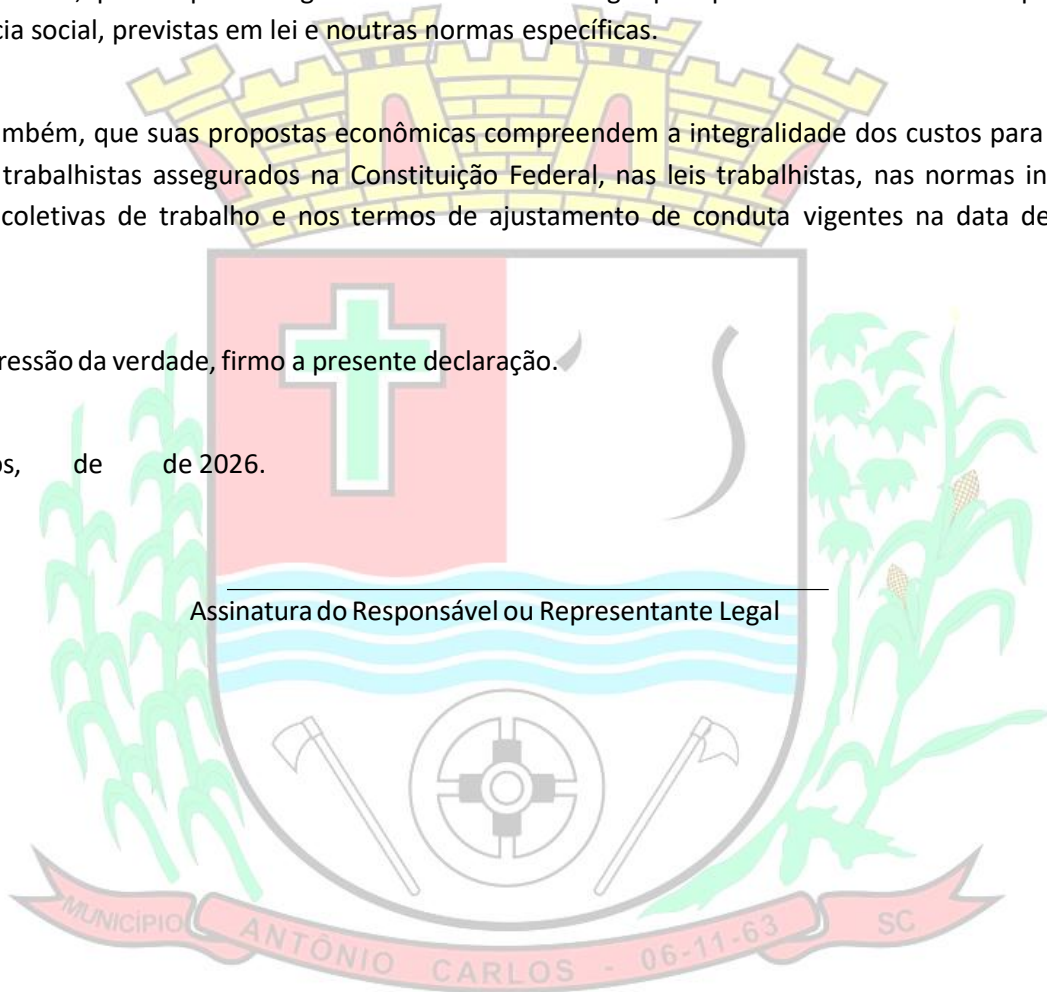 cia social, previstas em lei e noutras normas específicas.
ambém, que suas propostas econômicas compreendem a integralidade dos custos para
trabalhistas assegurados na Constituição Federal, nas leis trabalhistas, nas normas in
coletivas de trabalho e nos termos de ajustamento de conduta vigentes na data de
ressão da verdade, firmo a presente declaração.
os, de de 2026.
Assinatura do Responsável ou Representante Legal
MUNICÍPIO ANTÔNIO CARLOS - 06-11-63 SC